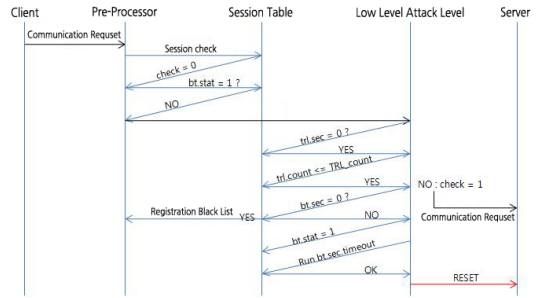 Client Pre-Processor Session Table Low Level Attack Level Server
Communication Requset
Session check
check = 0
bt.stat = 1 ?
NO
trl.sec = 0 ?
YES
trl.count <= TRL_count
YES NO : check = 1
bt.sec = 0 ?
Registration Black List YES NO Communication Requset
bt.stat = 1
Run bt.sec timeout
OK
RESET